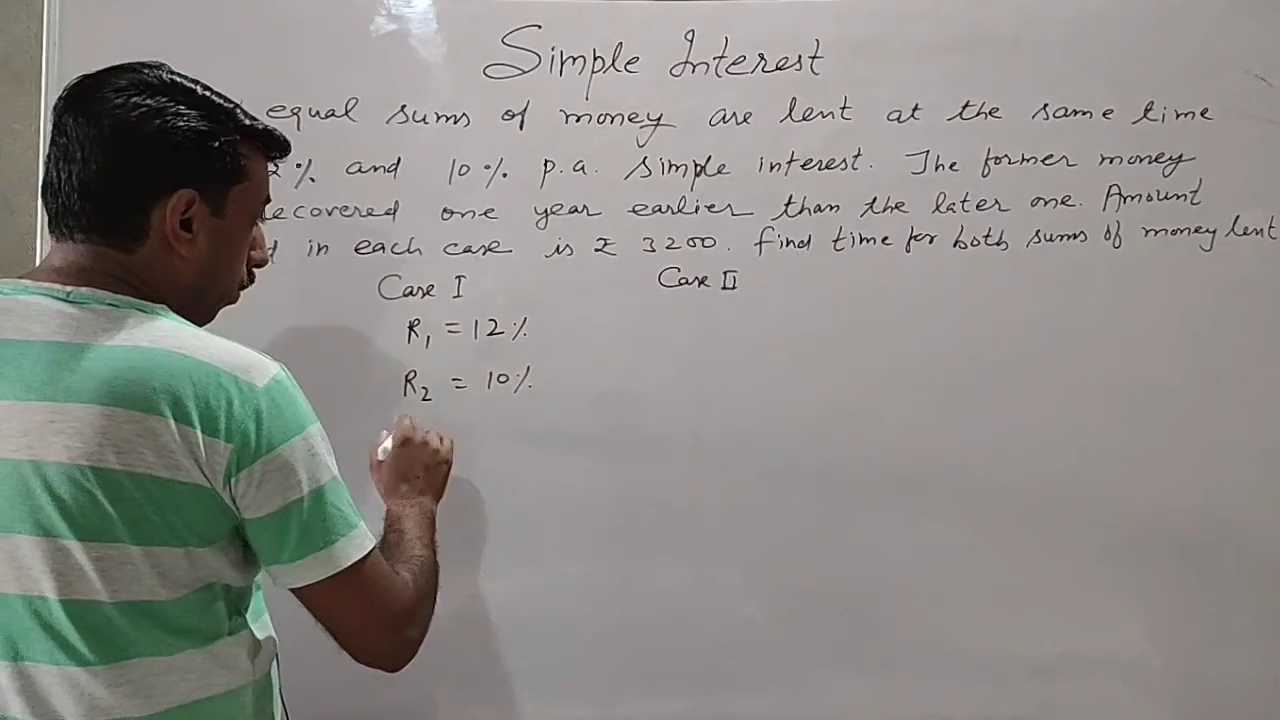 Simple Interest
equal sums of money are lent at the same time
2% and 10% p.a. simple interest. The former money
ecovered one year earlier than the later one. Amount
d in each case is ₹ 3200. find time for both sums of money lent
Case I Case II
R₁ = 12%
R₂ = 10%